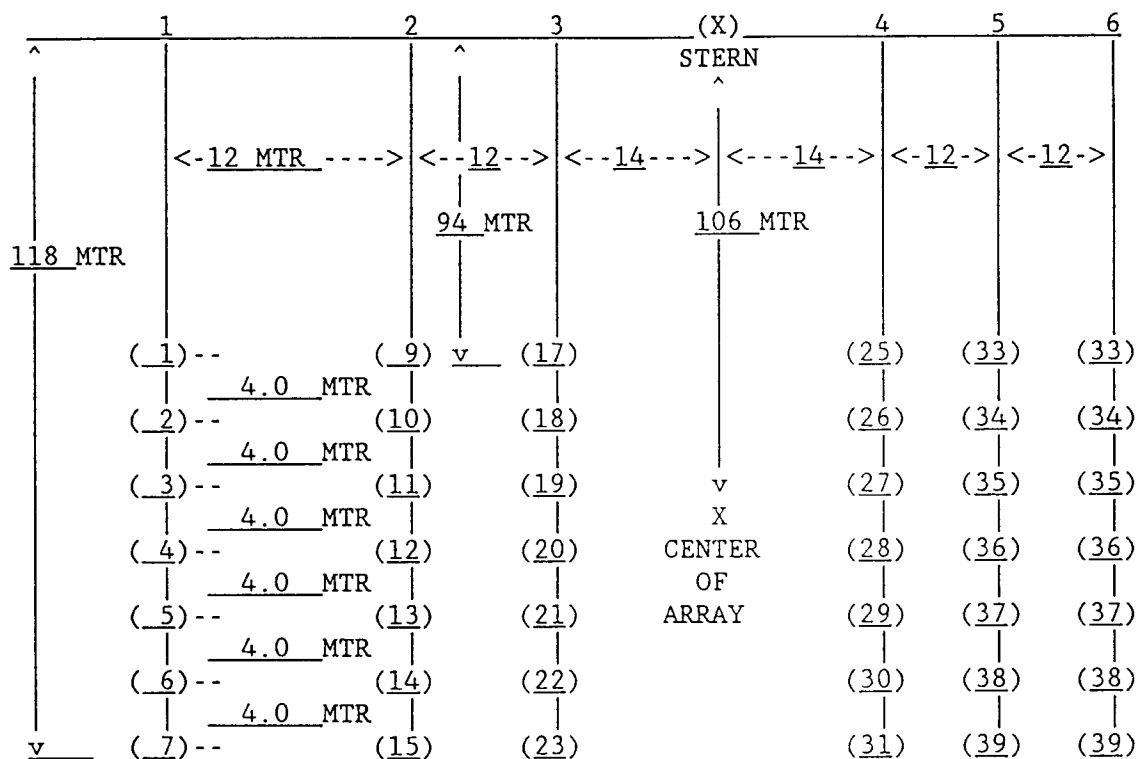 1 2 3 (X) 4 5 6
^ ^ STERN
^
<-12 MTR ----> <--12--> <--14---> <---14--> <-12-> <-12->
94 MTR 106 MTR
118 MTR
( 1)-- ( 9) v (17) (25) (33) (33)
4.0 MTR
( 2)-- (10) (18) (26) (34) (34)
4.0 MTR
( 3)-- (11) (19) v (27) (35) (35)
4.0 MTR X
( 4)-- (12) (20) CENTER (28) (36) (36)
4.0 MTR OF
( 5)-- (13) (21) ARRAY (29) (37) (37)
4.0 MTR
( 6)-- (14) (22) (30) (38) (38)
4.0 MTR
v ( 7)-- (15) (23) (31) (39) (39)